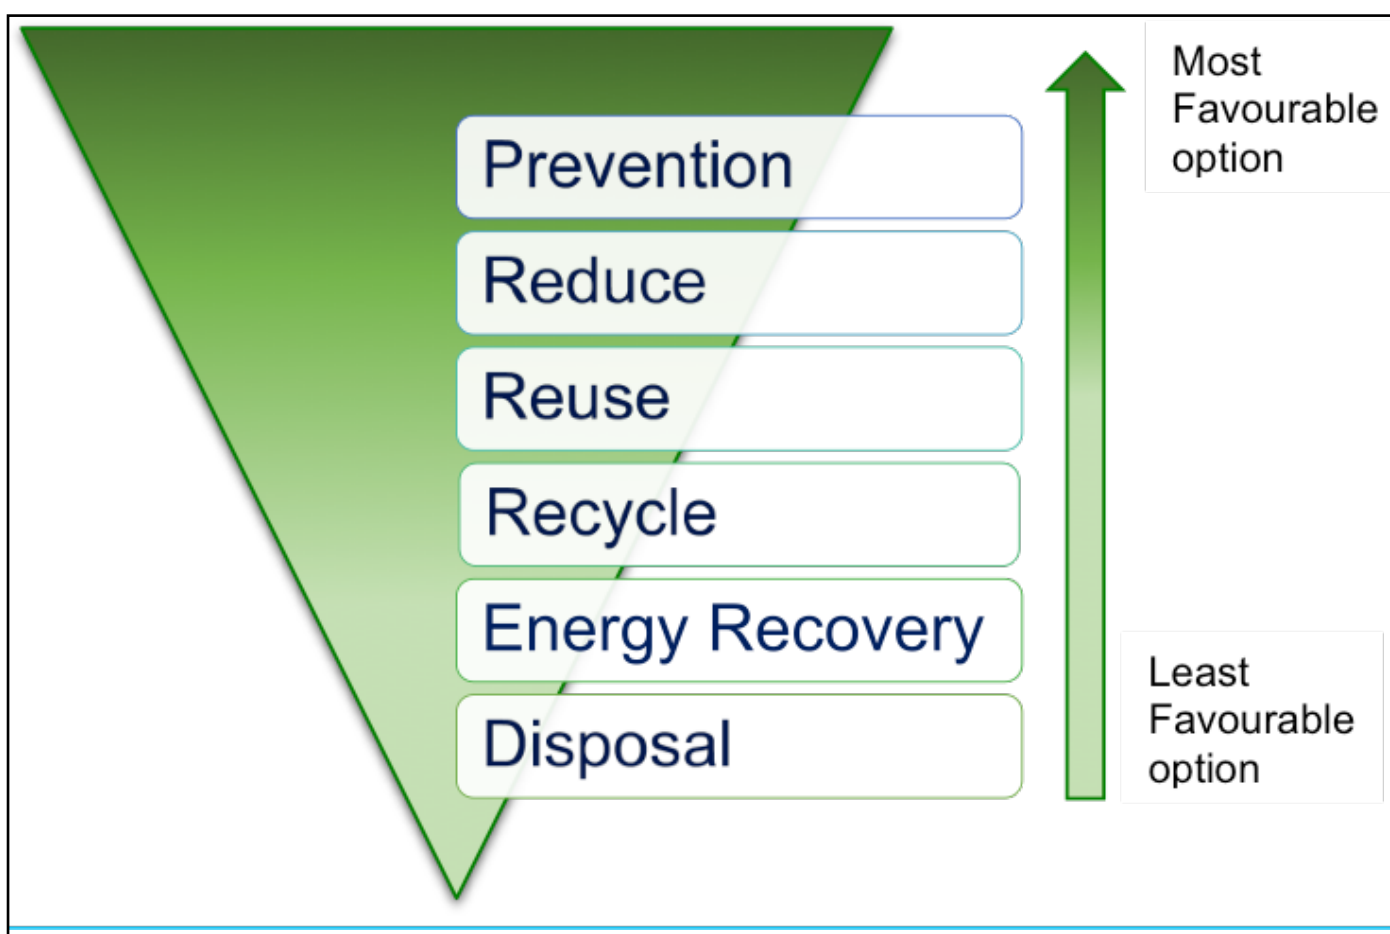 Prevention
Reduce
Reuse
Recycle
Energy Recovery
Disposal
Most
Favourable
option
Least
Favourable
option